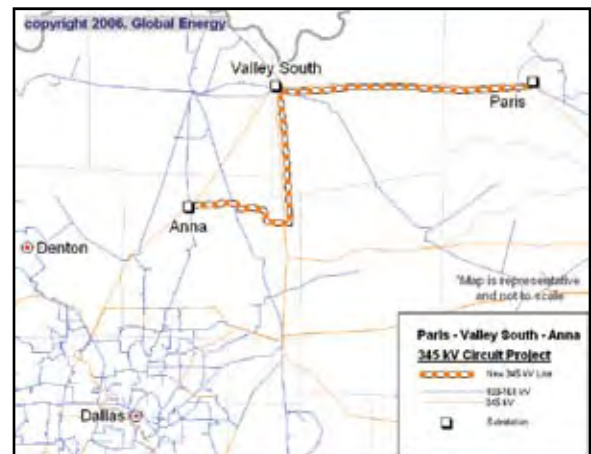 copyright 2006, Global Energy
Valley South
Paris
Anna
Denton
*Map is representative
and not to scale
Dallas
Paris - Valley South - Anna
345 kV Circuit Project
New 345 kV Line
345 kV
Substation